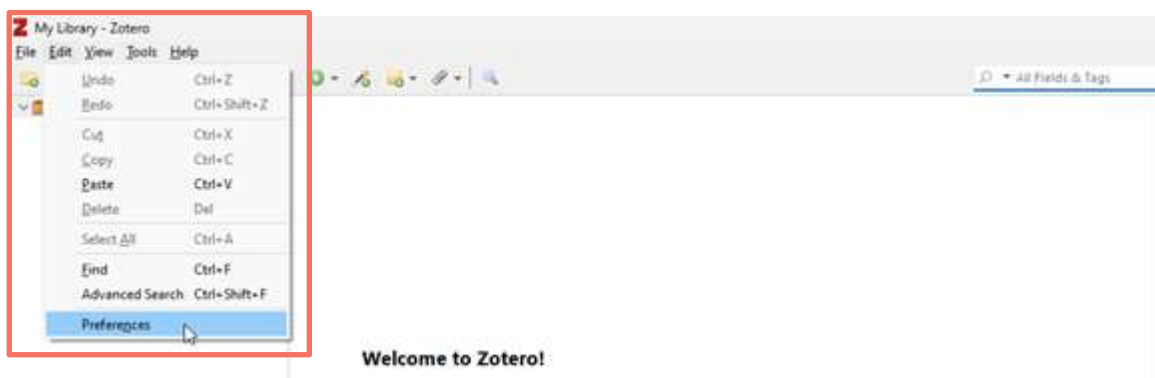 My Library - Zotero
File Edit View Tools Help
All Fields & Tags
Undo Ctrl+Z
Redo Ctrl+Shift+Z
Cut Ctrl+X
Copy Ctrl+C
Paste Ctrl+V
Delete Del
Select All Ctrl+A
Find Ctrl+F
Advanced Search Ctrl+Shift+F
Preferences
Welcome to Zotero!